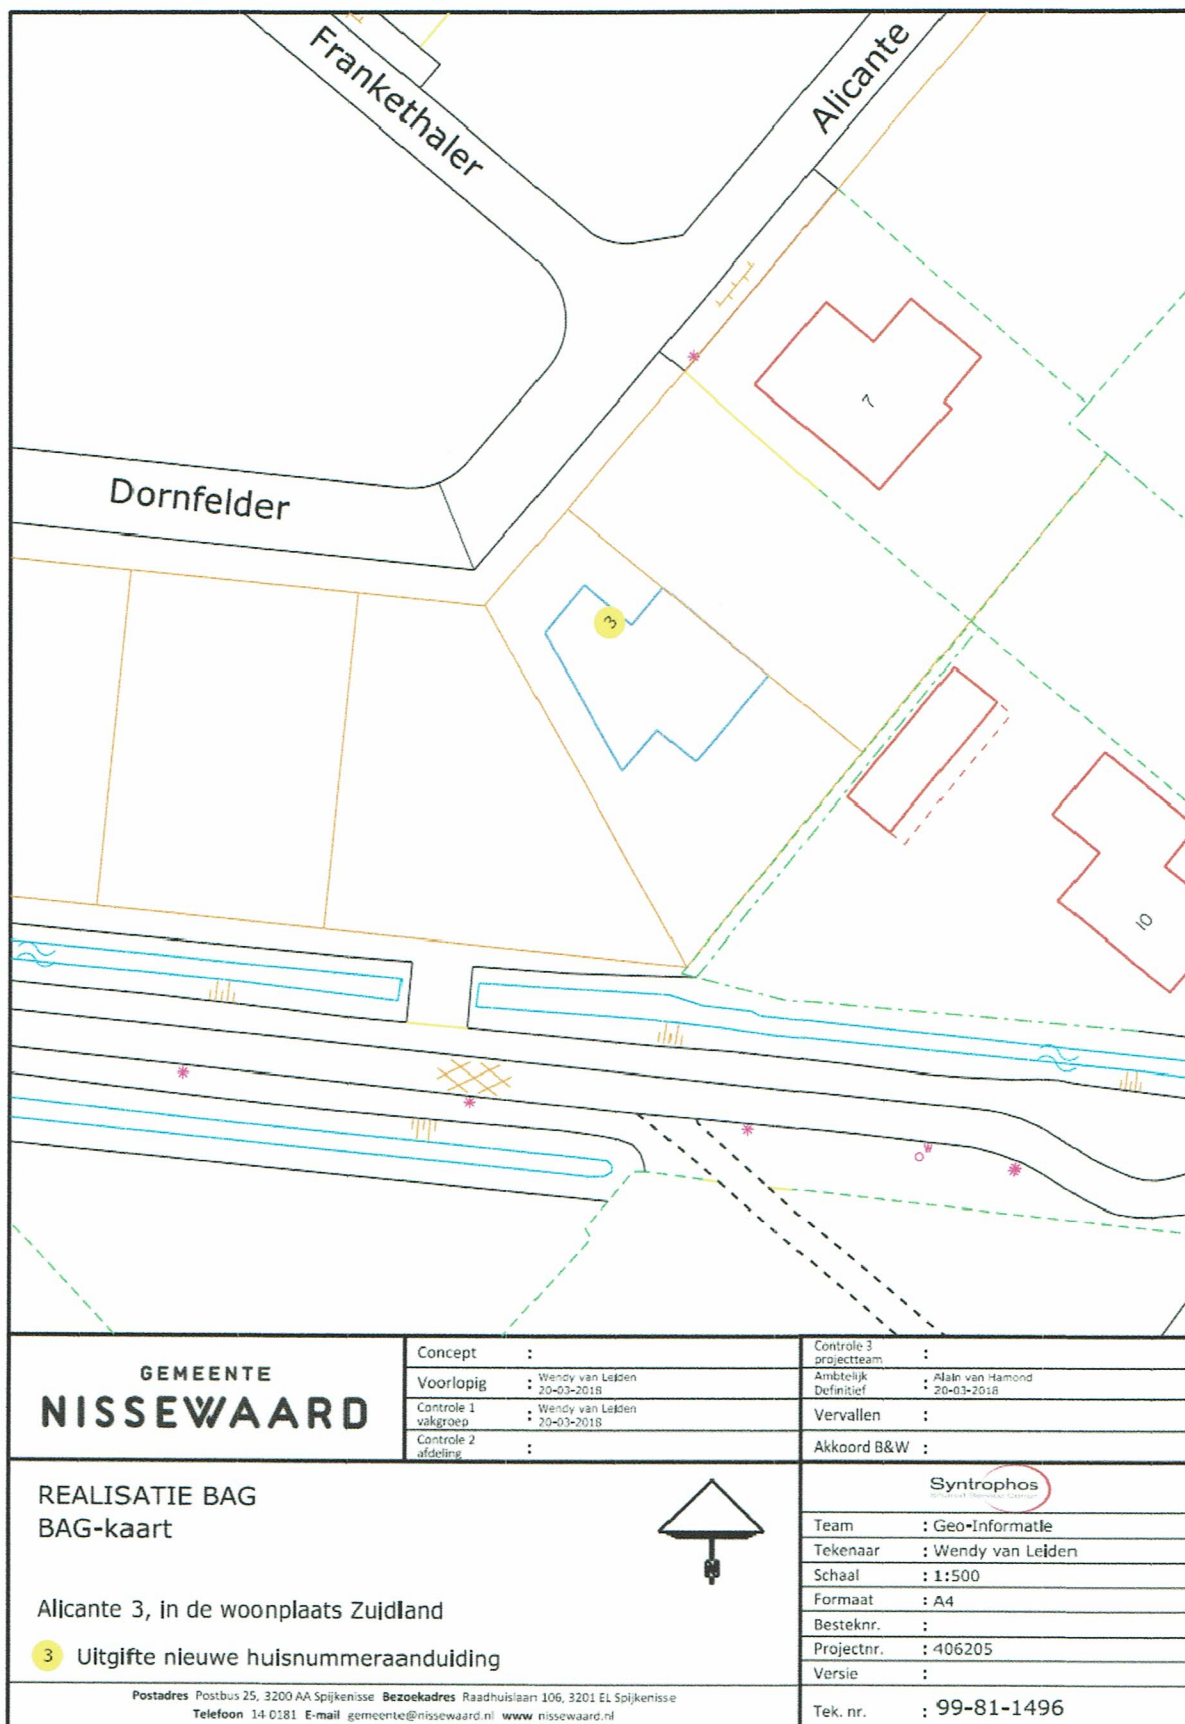 Frankethaler
Alicante
7
Dornfelder
3
10
GEMEENTE
NISSEWAARD
Concept :
Voorlopig : Wendy van Leiden
20-03-2018
Controle 1
vakgroep : Wendy van Leiden
20-03-2018
Controle 2
afdeling :
Controle 3
projectteam :
Ambtelijk
Definitief : Alain van Hamond
20-03-2018
Vervallen :
Akkoord B&W :
REALISATIE BAG
BAG-kaart
N
Alicante 3, in de woonplaats Zuidland
3 Uitgifte nieuwe huisnummeraanduiding
Postadres Postbus 25, 3200 AA Spijkenisse Bezoekadres Raadhuislaan 106, 3201 EL Spijkenisse
Telefoon 14 0181 E-mail gemeente@nissewaard.nl www nissewaard.nl
Syntrophos
Shared Service Center
Team : Geo-Informatie
Tekenaar : Wendy van Leiden
Schaal : 1:500
Formaat : A4
Besteknr. :
Projectnr. : 406205
Versie :
Tek. nr. : 99-81-1496